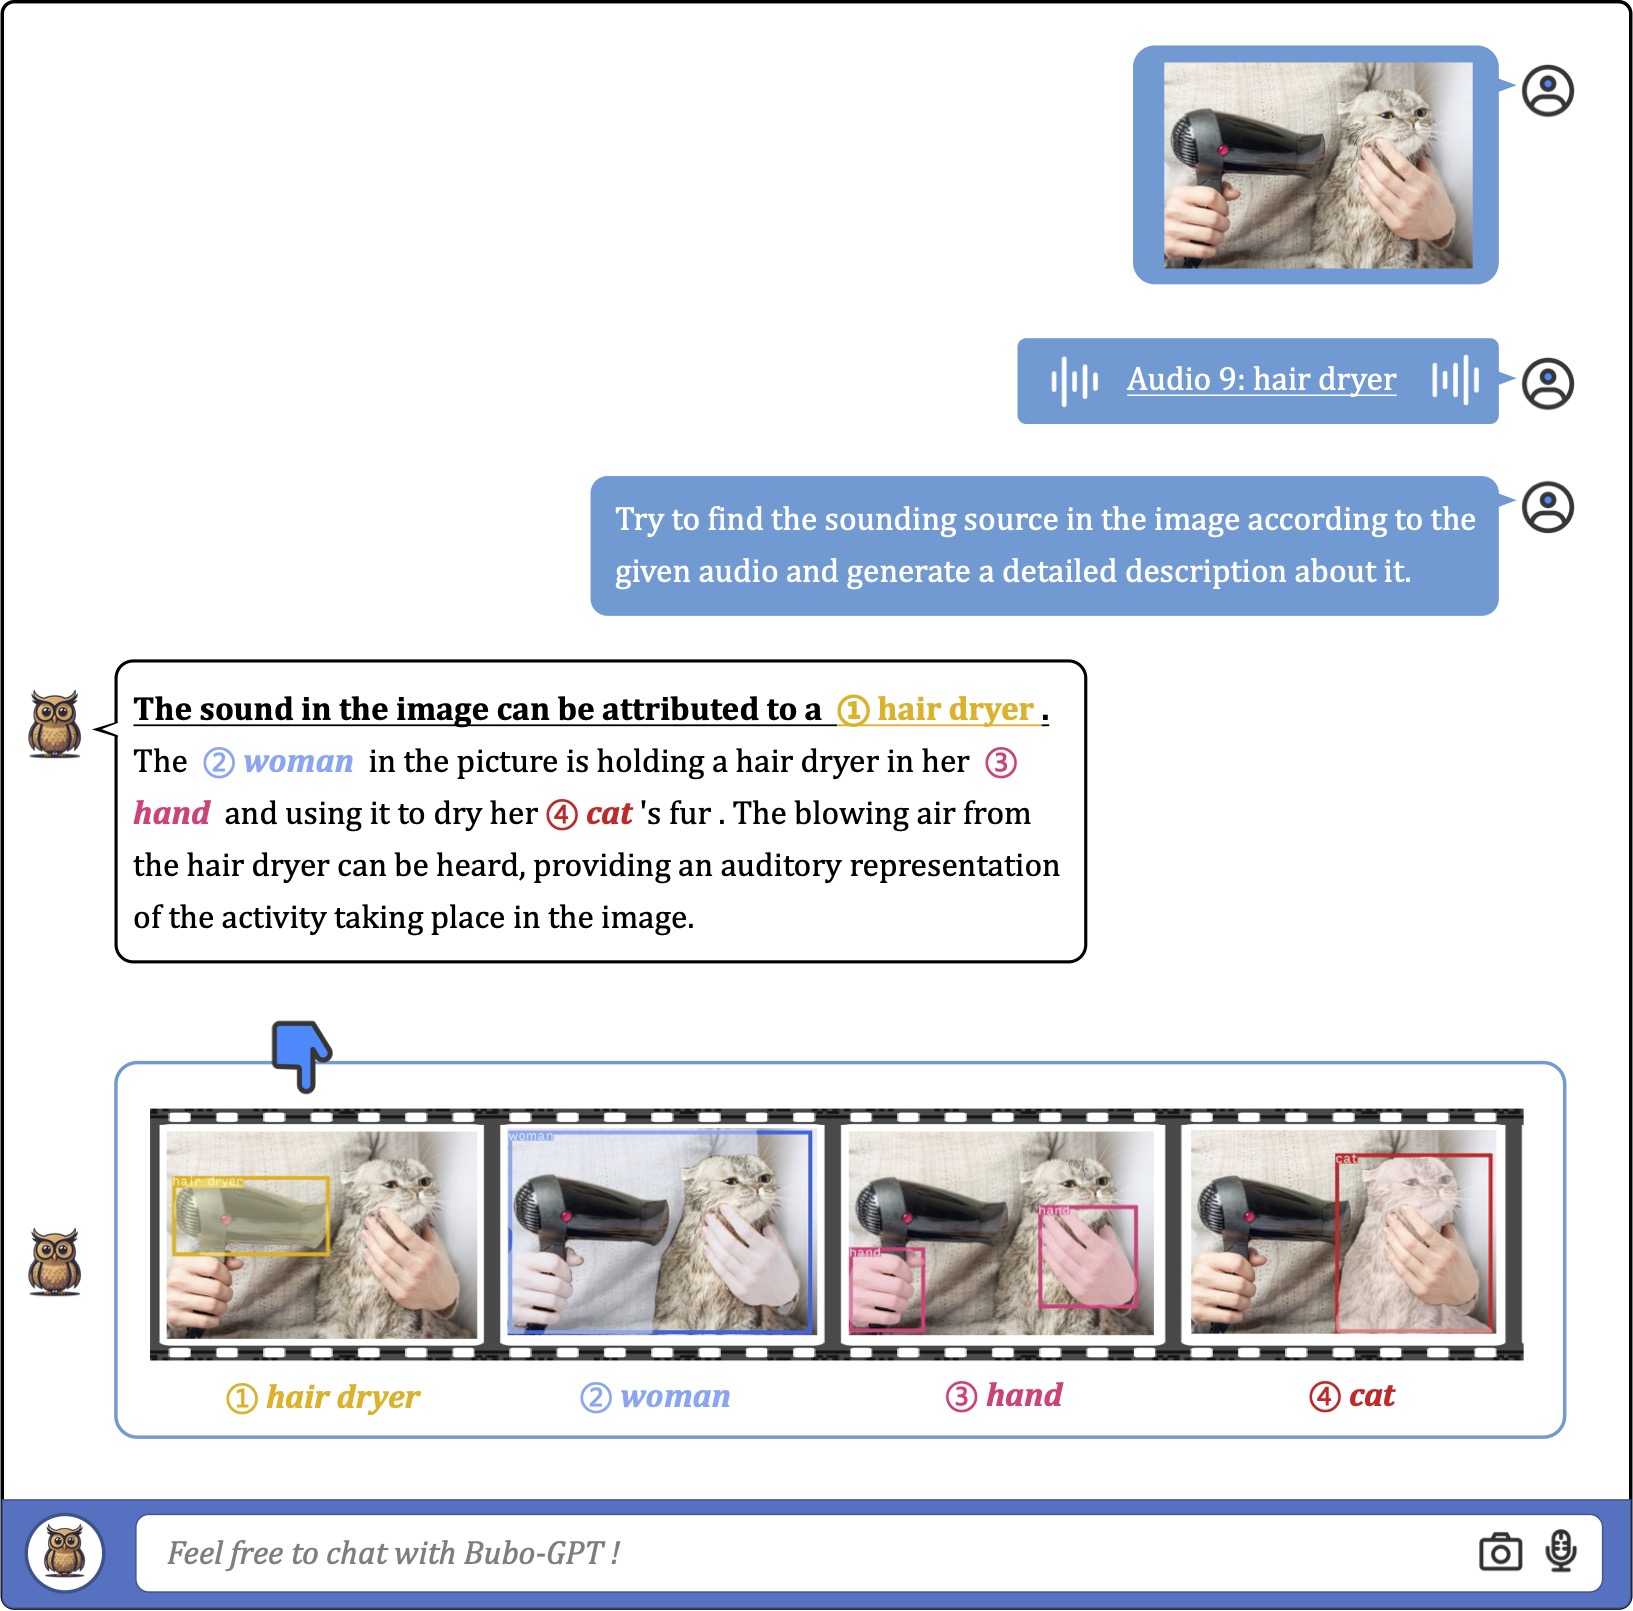 Audio 9: hair dryer
Try to find the sounding source in the image according to the
given audio and generate a detailed description about it.
The sound in the image can be attributed to a ① hair dryer .
The ② woman in the picture is holding a hair dryer in her ③
hand and using it to dry her ④ cat 's fur . The blowing air from
the hair dryer can be heard, providing an auditory representation
of the activity taking place in the image.
hair dryer
woman
hand
hand
cat
① hair dryer
② woman
③ hand
④ cat
Feel free to chat with Bubo-GPT !